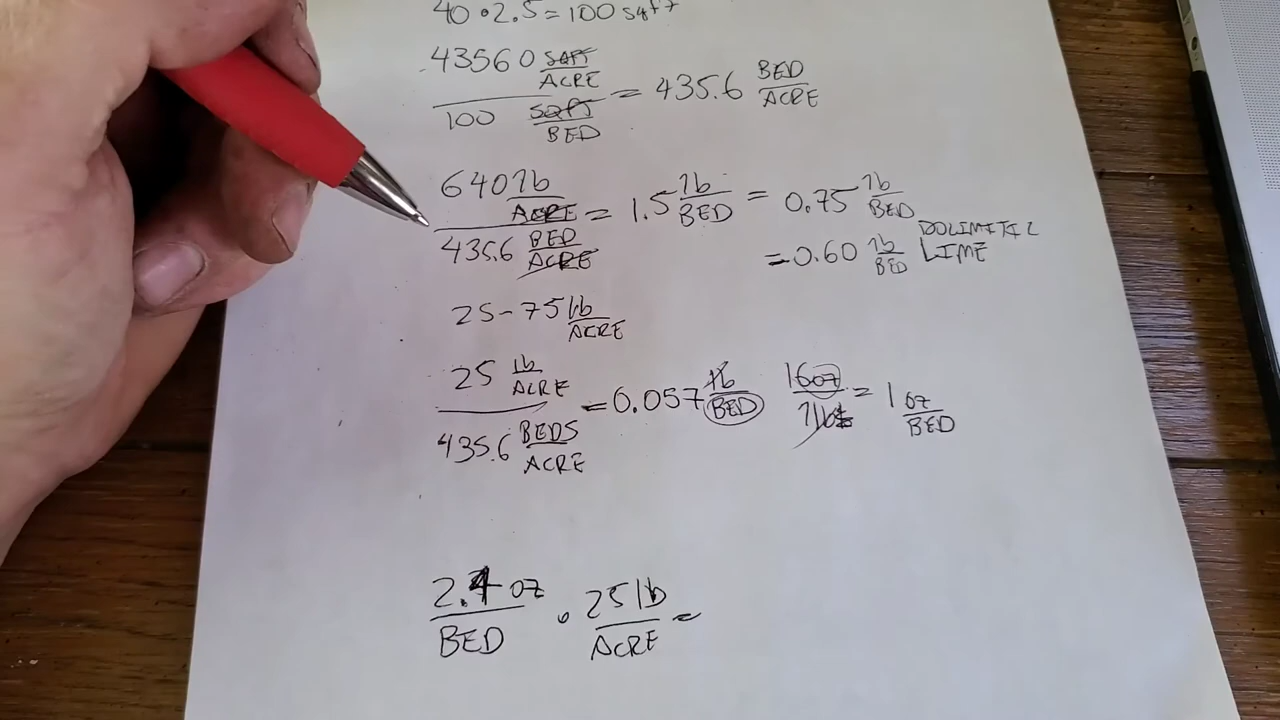 40 • 2.5 = 100 sqft
43560 SQFT/ACRE
100 SQFT/BED
= 435.6 BED/ACRE
640 lb/ACRE
435.6 BED/ACRE
= 1.5 lb/BED = 0.75 lb/BED
= 0.60 lb/BED LIME
25-75 lb/ACRE
25 lb/ACRE
435.6 BEDS/ACRE
= 0.057 lb/BED 16oz/1lb = 1 oz/BED
2.4 oz/BED • 25 lb/ACRE =